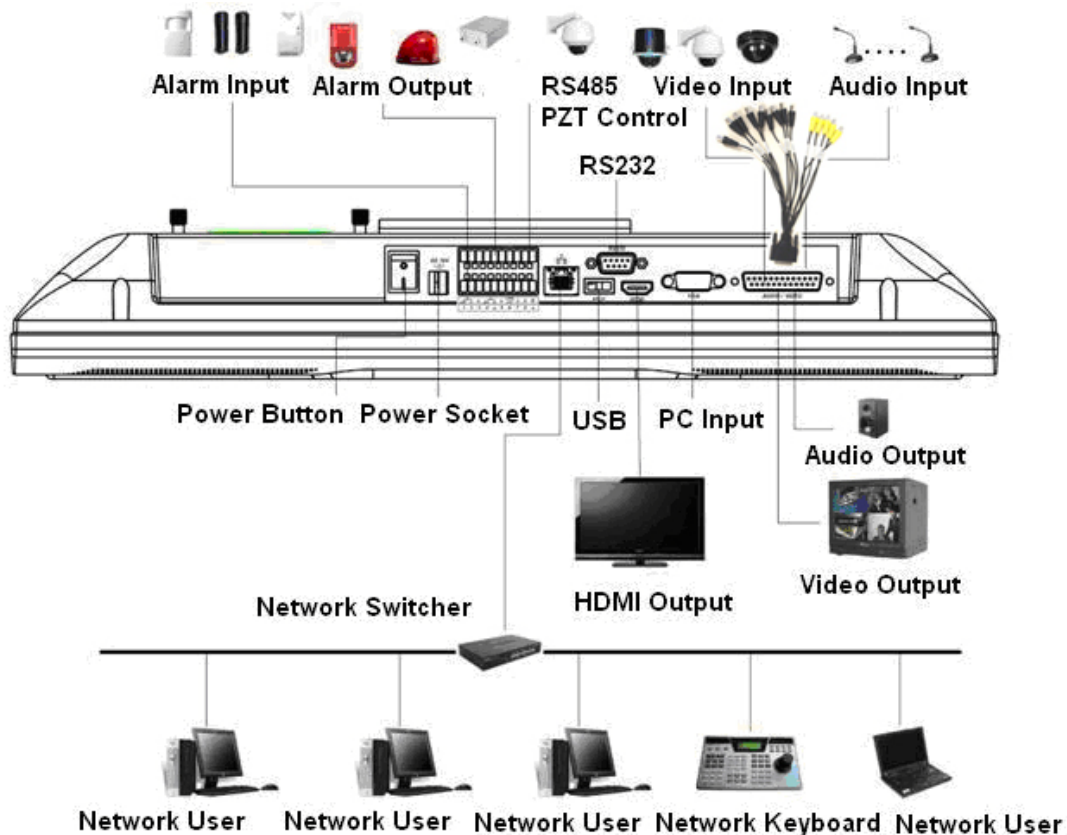 Alarm Input Alarm Output RS485 Video Input Audio Input
PZT Control
RS232
Power Button Power Socket USB PC Input
Audio Output
Video Output
HDMI Output
Network Switcher
Network User Network User Network User Network Keyboard Network User